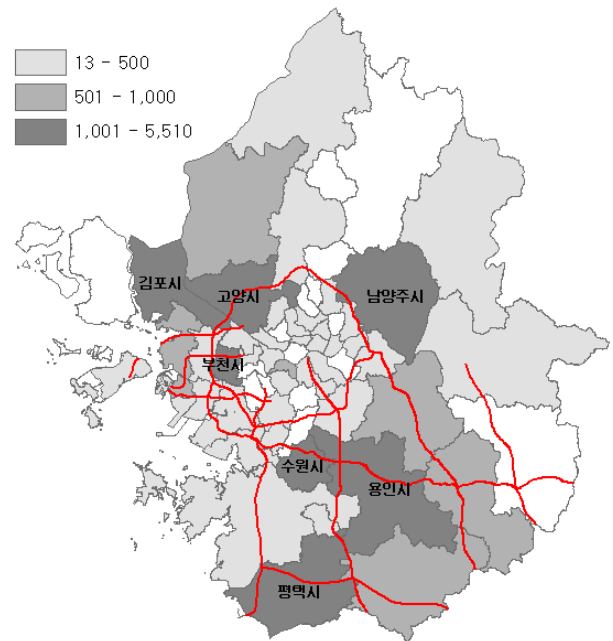 13 - 500
501 - 1,000
1,001 - 5,510
김포시
고양시
남양주시
부천시
수원시
용인시
평택시